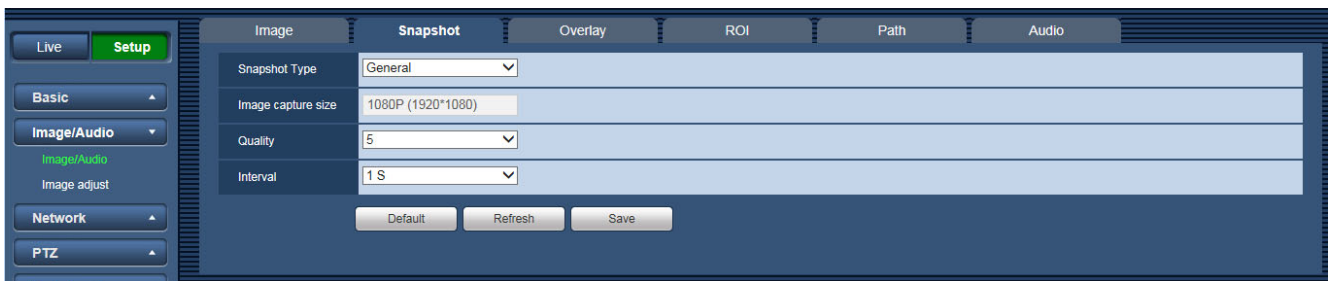 Live Setup
Basic
Image/Audio
Image/Audio
Image adjust
Network
PTZ
Image Snapshot Overlay ROI Path Audio
Snapshot Type General
Image capture size 1080P (1920*1080)
Quality 5
Interval 1 S
Default Refresh Save